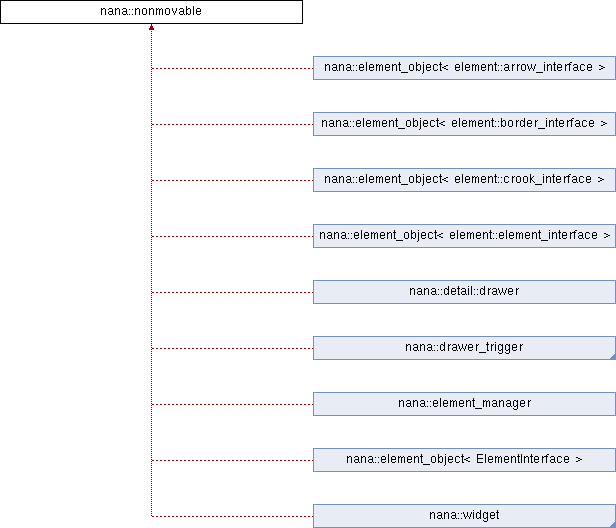 nana::nonmovable
nana::element_object< element::arrow_interface >
nana::element_object< element::border_interface >
nana::element_object< element::crook_interface >
nana::element_object< element::element_interface >
nana::detail::drawer
nana::drawer_trigger
nana::element_manager
nana::element_object< ElementInterface >
nana::widget